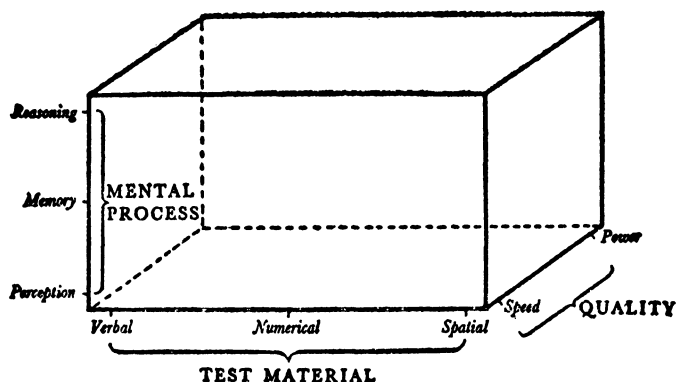 Reasoning
Memory
MENTAL
PROCESS
Perception
Power
Speed
QUALITY
Verbal
Numerical
Spatial
TEST MATERIAL